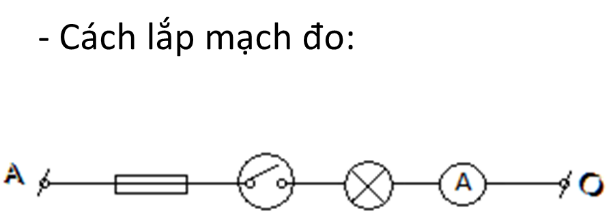 - Cách lắp mạch đo:
A A O